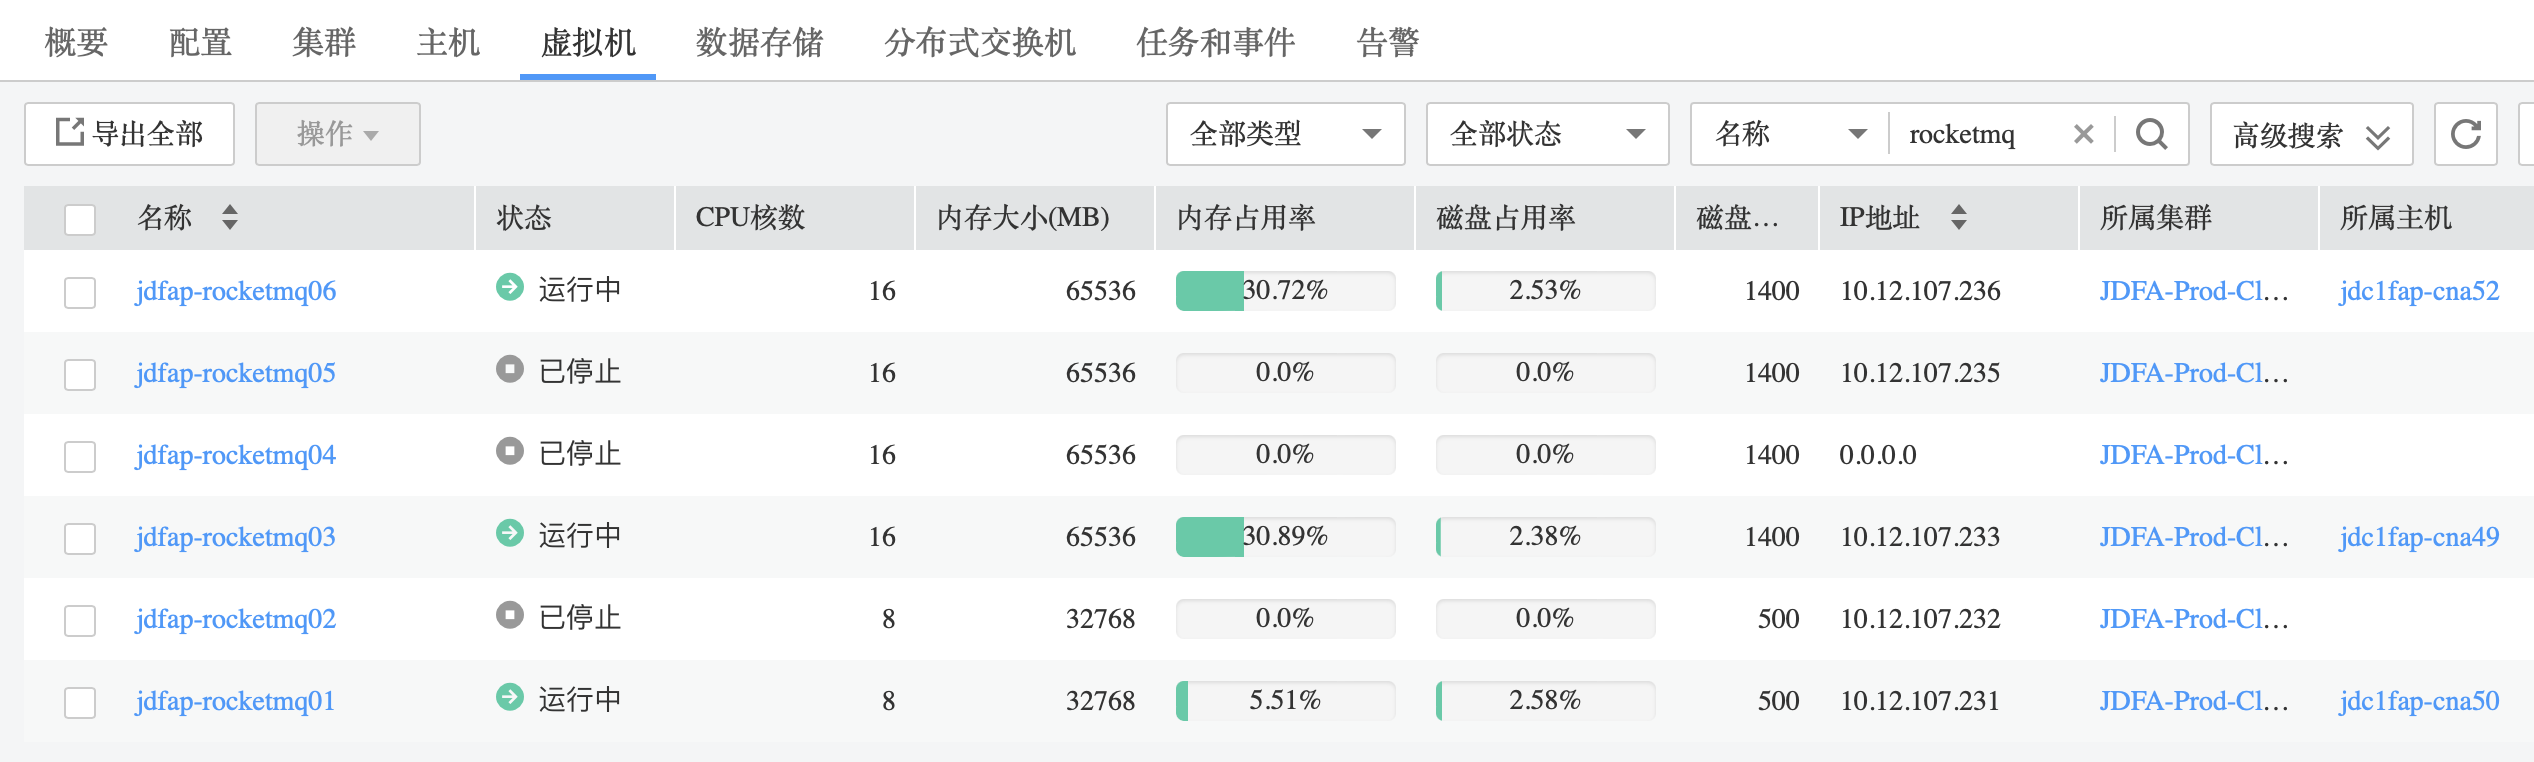 概要 配置 集群 主机 虚拟机 数据存储 分布式交换机 任务和事件 告警
导出全部 操作 全部类型 全部状态 名称 rocketmq 高级搜索
名称 状态 CPU核数 内存大小(MB) 内存占用率 磁盘占用率 磁盘... IP地址 所属集群 所属主机
jdfap-rocketmq06 运行中 16 65536 30.72% 2.53% 1400 10.12.107.236 JDFA-Prod-Cl... jdc1fap-cna52
jdfap-rocketmq05 已停止 16 65536 0.0% 0.0% 1400 10.12.107.235 JDFA-Prod-Cl...
jdfap-rocketmq04 已停止 16 65536 0.0% 0.0% 1400 0.0.0.0 JDFA-Prod-Cl...
jdfap-rocketmq03 运行中 16 65536 30.89% 2.38% 1400 10.12.107.233 JDFA-Prod-Cl... jdc1fap-cna49
jdfap-rocketmq02 已停止 8 32768 0.0% 0.0% 500 10.12.107.232 JDFA-Prod-Cl...
jdfap-rocketmq01 运行中 8 32768 5.51% 2.58% 500 10.12.107.231 JDFA-Prod-Cl... jdc1fap-cna50